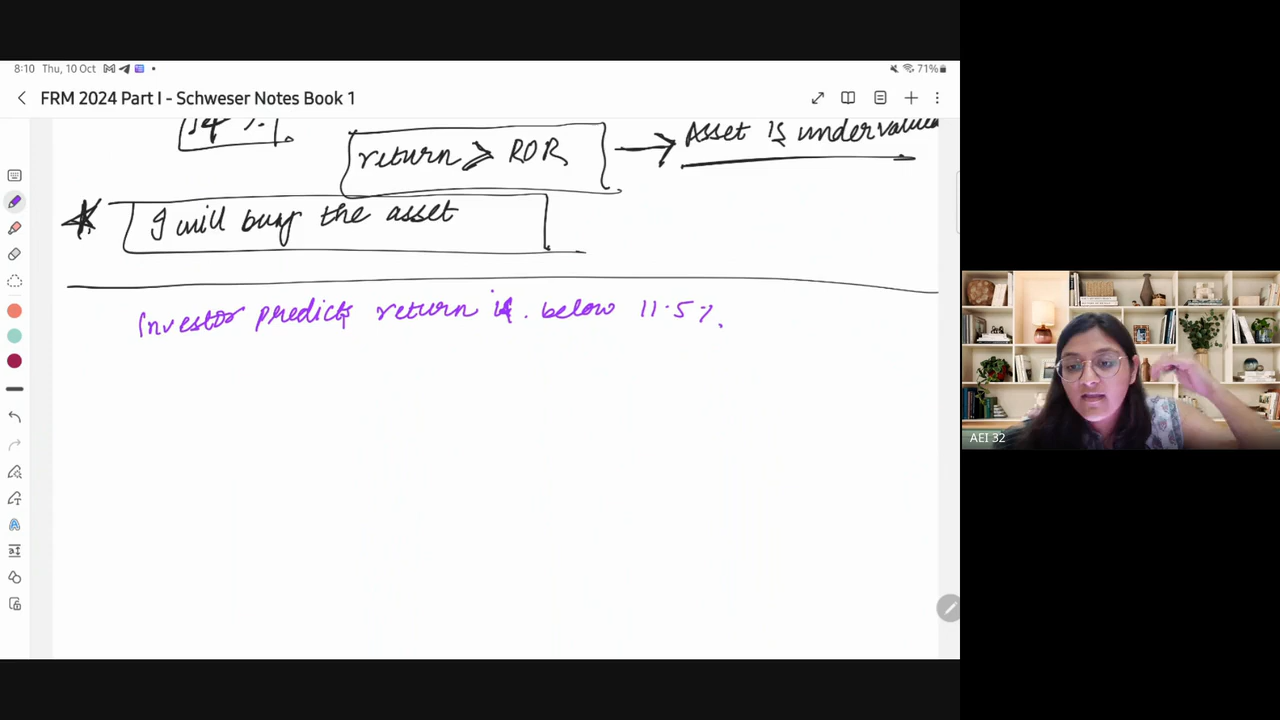 8:10 Thu, 10 Oct
71%
FRM 2024 Part I - Schweser Notes Book 1
14 %.
return > ROR → Asset is undervalued
I will buy the asset
Investor predicts return is. below 11.5%.
AEI 32